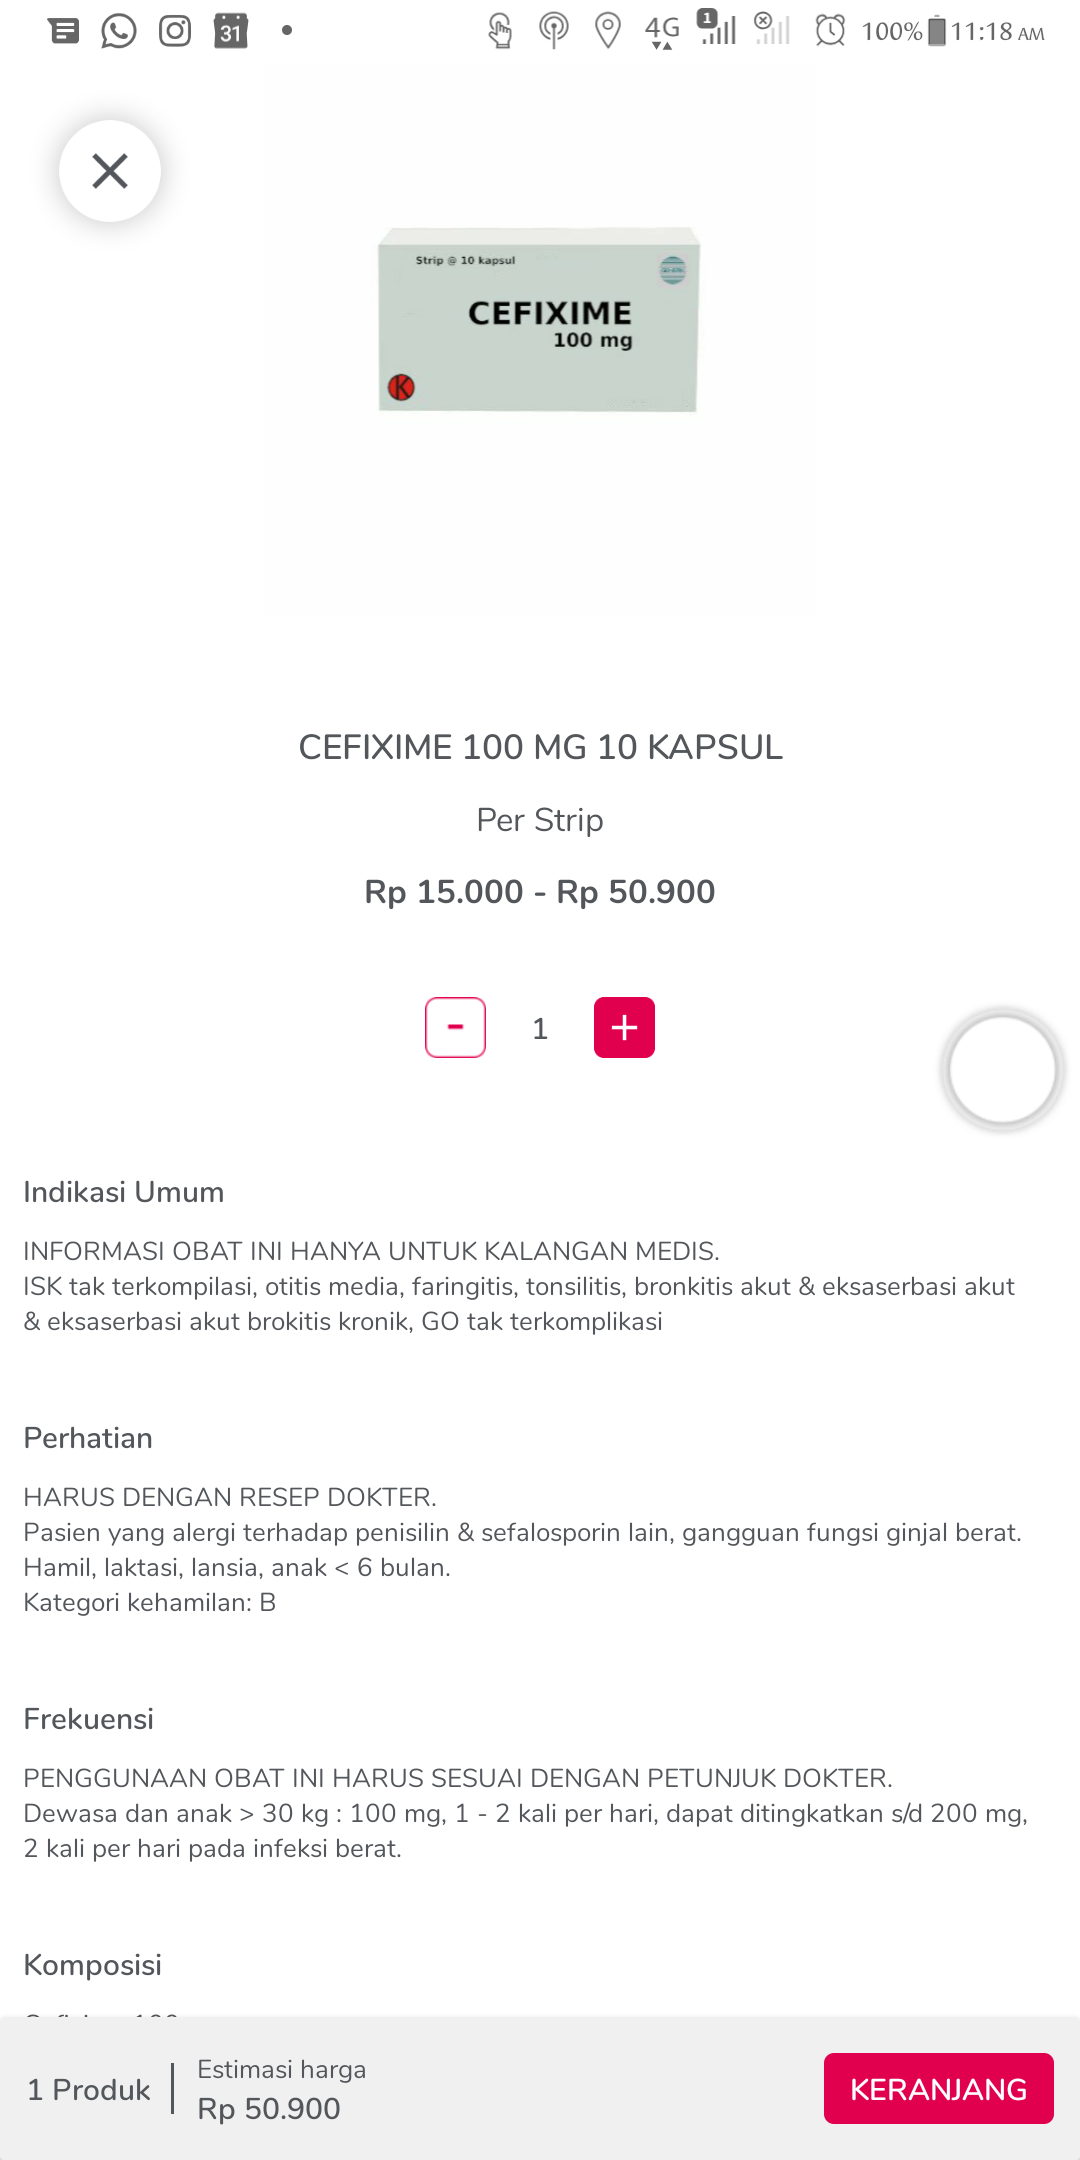 31
4G
1
100%
11:18 AM
Strip @ 10 kapsul
CEFIXIME
100 mg
K
CEFIXIME 100 MG 10 KAPSUL
Per Strip
Rp 15.000 - Rp 50.900
- 1 +
Indikasi Umum
INFORMASI OBAT INI HANYA UNTUK KALANGAN MEDIS.
ISK tak terkompilasi, otitis media, faringitis, tonsilitis, bronkitis akut & eksaserbasi akut
& eksaserbasi akut brokitis kronik, GO tak terkomplikasi
Perhatian
HARUS DENGAN RESEP DOKTER.
Pasien yang alergi terhadap penisilin & sefalosporin lain, gangguan fungsi ginjal berat.
Hamil, laktasi, lansia, anak < 6 bulan.
Kategori kehamilan: B
Frekuensi
PENGGUNAAN OBAT INI HARUS SESUAI DENGAN PETUNJUK DOKTER.
Dewasa dan anak > 30 kg : 100 mg, 1 - 2 kali per hari, dapat ditingkatkan s/d 200 mg,
2 kali per hari pada infeksi berat.
Komposisi
1 Produk
Estimasi harga
Rp 50.900
KERANJANG